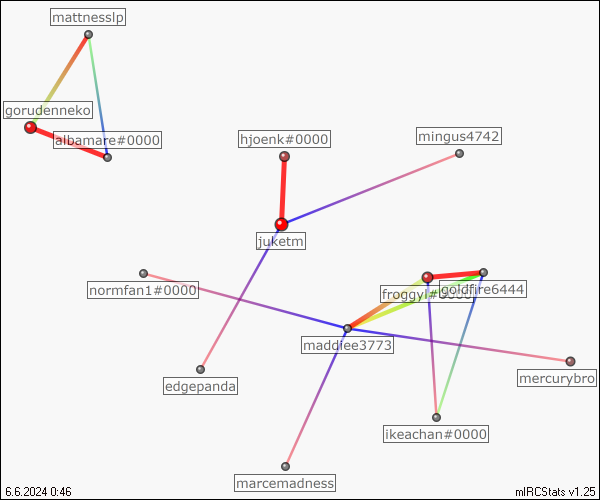 mattnesslp
gorudenneko
albamare#0000
hjoenk#0000
mingus4742
juketm
normfan1#0000
froggyl#0000
goldfire6444
maddiee3773
edgepanda
mercurybro
ikeachan#0000
marcemadness
6.6.2024 0:46
mIRCStats v1.25